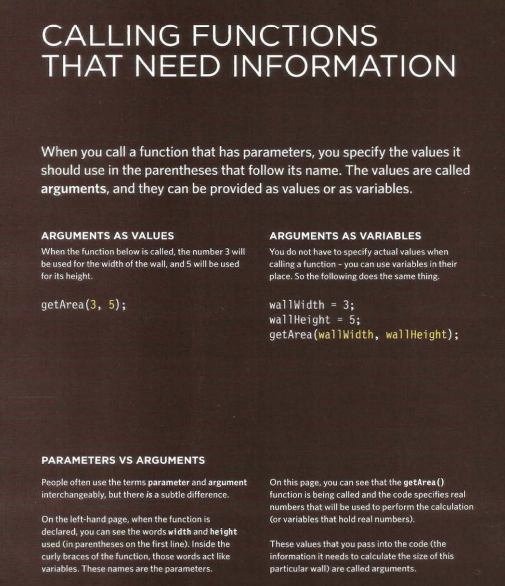 CALLING FUNCTIONS
THAT NEED INFORMATION
When you call a function that has parameters, you specify the values it
should use in the parentheses that follow its name. The values are called
arguments, and they can be provided as values or as variables.
ARGUMENTS AS VALUES
When the function below is called, the number 3 will
be used for the width of the wall, and 5 will be used
for its height.
getArea(3, 5);
ARGUMENTS AS VARIABLES
You do not have to specify actual values when
calling a function – you can use variables in their
place. So the following does the same thing.
wallWidth = 3;
wallHeight = 5;
getArea(wallWidth, wallHeight);
PARAMETERS VS ARGUMENTS
People often use the terms parameter and argument
interchangeably, but there is a subtle difference.
On the left-hand page, when the function is
declared, you can see the words width and height
used (in parentheses on the first line). Inside the
curly braces of the function, those words act like
variables. These names are the parameters.
On this page, you can see that the getArea()
function is being called and the code specifies real
numbers that will be used to perform the calculation
(or variables that hold real numbers).
These values that you pass into the code (the
information it needs to calculate the size of this
particular wall) are called arguments.